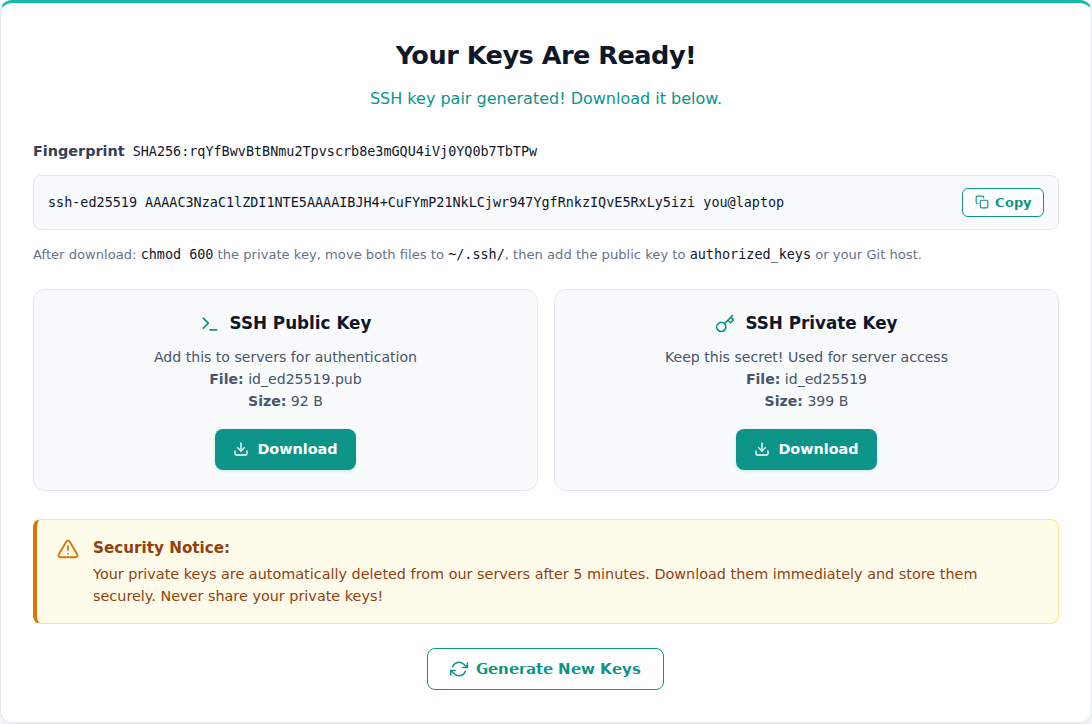 Your Keys Are Ready!
SSH key pair generated! Download it below.
Fingerprint SHA256:rqYfBwvBtBNmu2Tpvscrb8e3mGQU4iVj0YQ0b7TbTPw
ssh-ed25519 AAAAC3NzaC1lZDI1NTE5AAAAIBJH4+CuFYmP21NkLCjwr947YgfRnkzIQvE5RxLy5izi you@laptop
Copy
After download: chmod 600 the private key, move both files to ~/.ssh/, then add the public key to authorized_keys or your Git host.
SSH Public Key
Add this to servers for authentication
File: id_ed25519.pub
Size: 92 B
Download
SSH Private Key
Keep this secret! Used for server access
File: id_ed25519
Size: 399 B
Download
Security Notice:
Your private keys are automatically deleted from our servers after 5 minutes. Download them immediately and store them
securely. Never share your private keys!
Generate New Keys